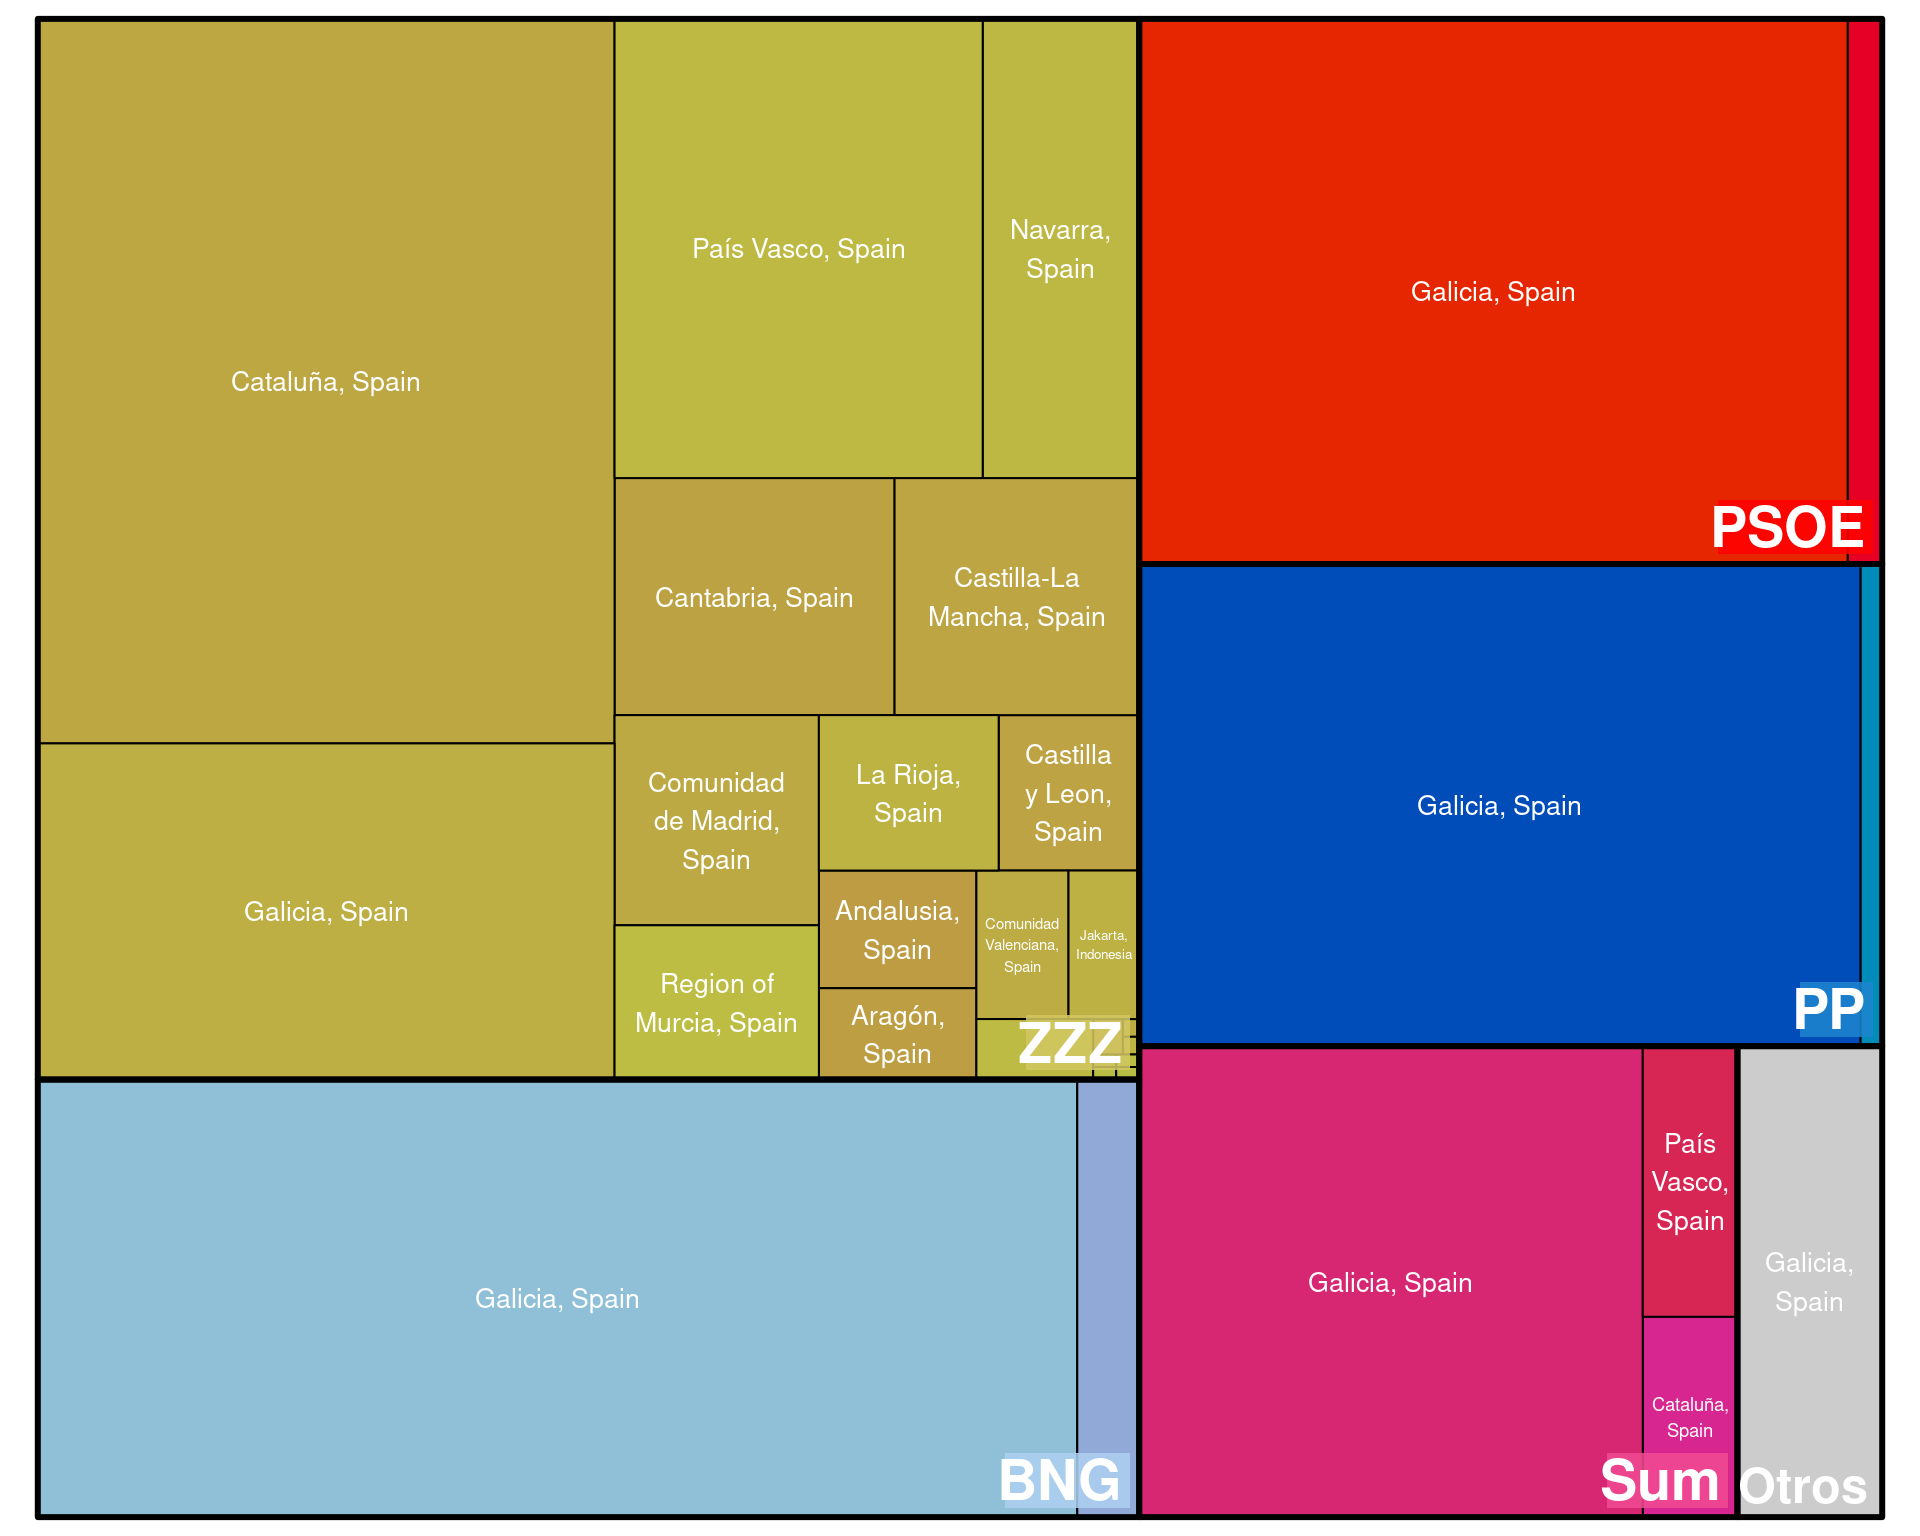 Cataluña, Spain
País Vasco, Spain
Navarra,
Spain
Cantabria, Spain
Castilla-La
Mancha, Spain
Galicia, Spain
Comunidad
de Madrid,
Spain
La Rioja,
Spain
Castilla
y Leon,
Spain
Region of
Murcia, Spain
Andalusia,
Spain
Aragón,
Spain
Comunidad
Valenciana,
Spain
Jakarta,
Indonesia
ZZZ
Galicia, Spain
BNG
Galicia, Spain
PSOE
Galicia, Spain
PP
Galicia, Spain
País
Vasco,
Spain
Cataluña,
Spain
Sum
Galicia,
Spain
Otros